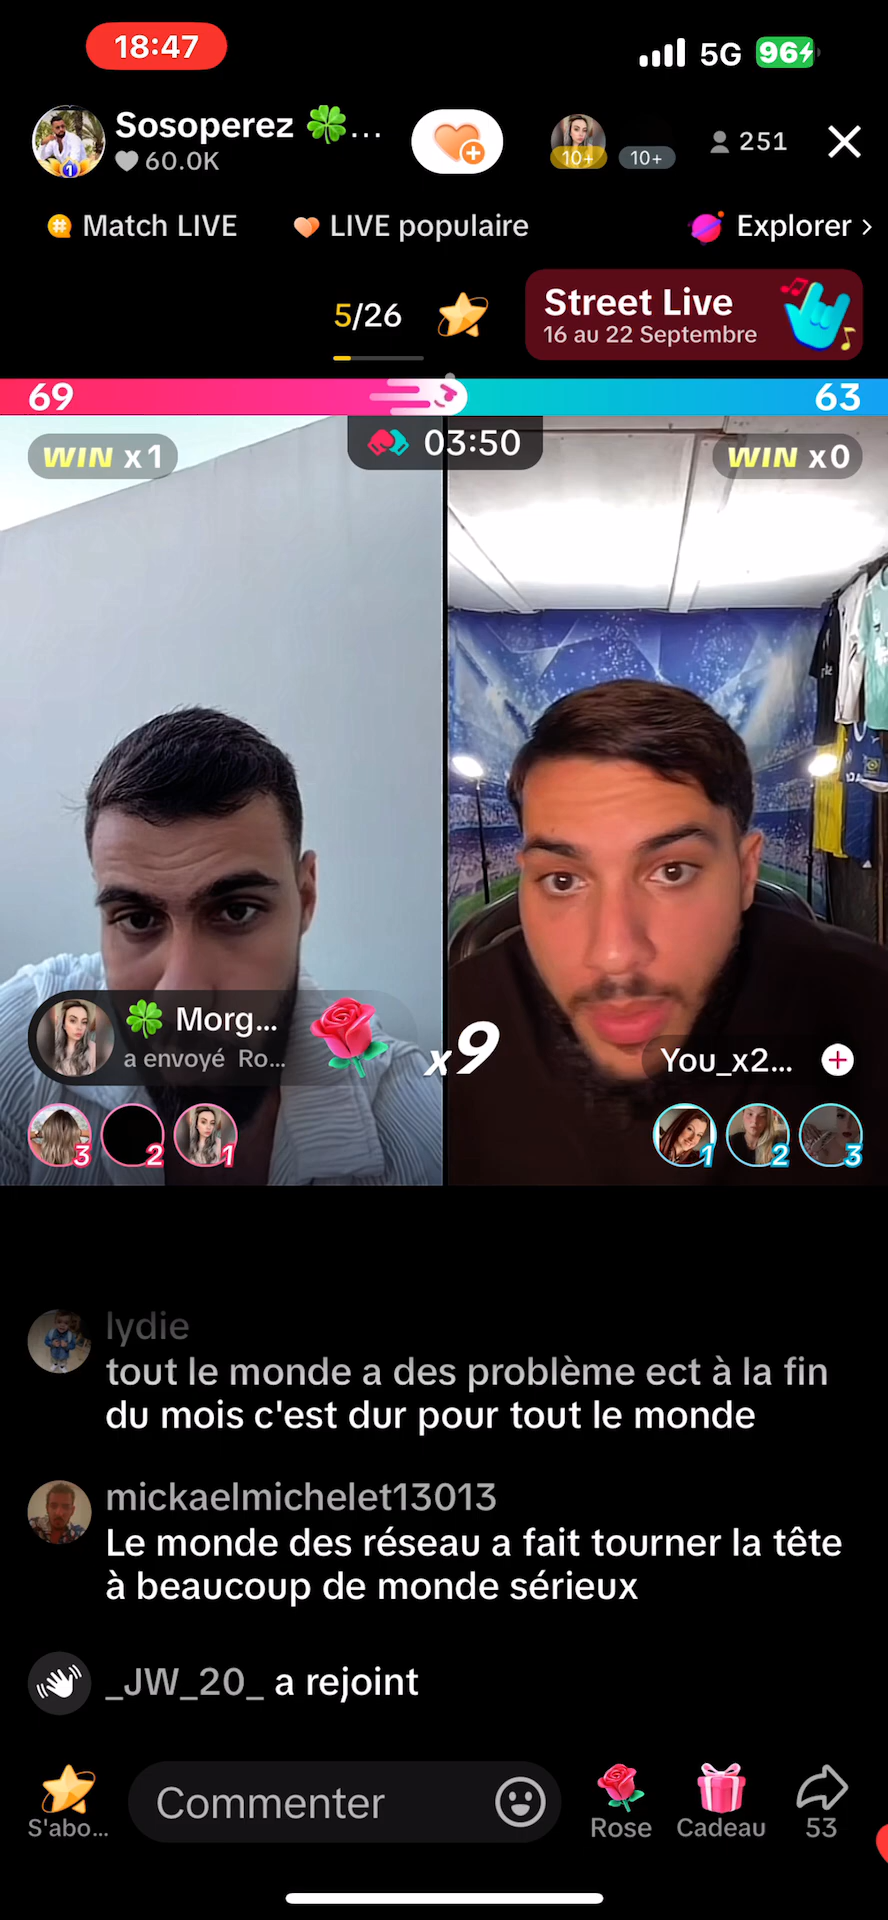 18:47
5G 96
Sosoperez 🍀...
60.0K
10+
10+
251
Match LIVE
LIVE populaire
Explorer >
5/26
Street Live
16 au 22 Septembre
69
63
WIN x1
03:50
WIN x0
🍀 Morg...
a envoyé Ro...
x9
You_x2...
3
2
1
1
2
3
lydie
tout le monde a des problème ect à la fin
du mois c'est dur pour tout le monde
mickaelmichelet13013
Le monde des réseau a fait tourner la tête
à beaucoup de monde sérieux
_JW_20_ a rejoint
Commenter
S'abo...
Rose
Cadeau
53